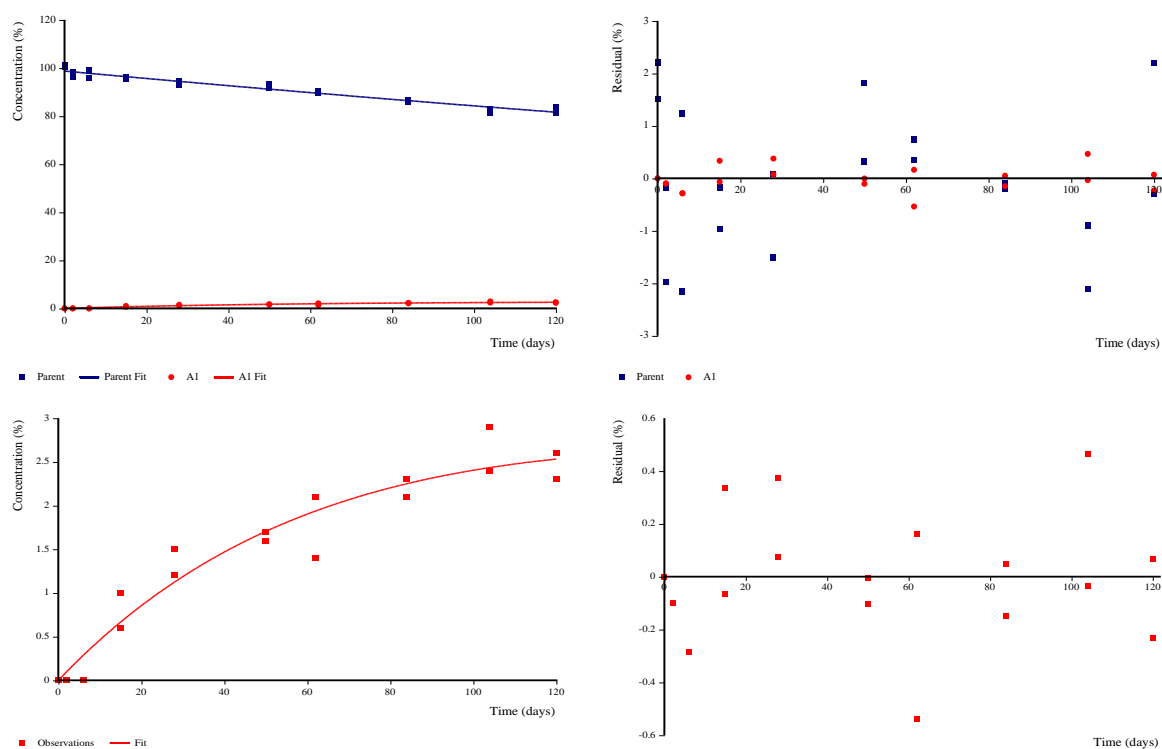 Concentration (%)
120
100
80
60
40
20
0
0 20 40 60 80 100 120
Time (days)
Parent Parent Fit A1 A1 Fit
Residual (%)
3
2
1
0
-1
-2
-3
0 20 40 60 80 100 120
Time (days)
Parent A1
Concentration (%)
3
2.5
2
1.5
1
0.5
0
0 20 40 60 80 100 120
Time (days)
Observations Fit
Residual (%)
0.6
0.4
0.2
0
-0.2
-0.4
-0.6
0 20 40 60 80 100 120
Time (days)